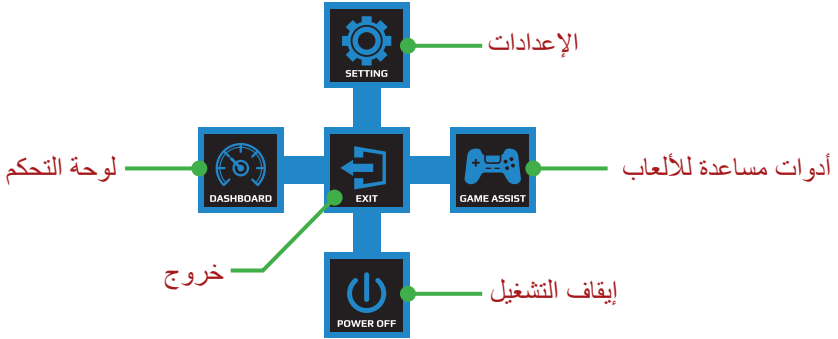 SETTING
الإعدادات
DASHBOARD
لوحة التحكم
EXIT
خروج
GAME ASSIST
أدوات مساعدة للألعاب
POWER OFF
إيقاف التشغيل